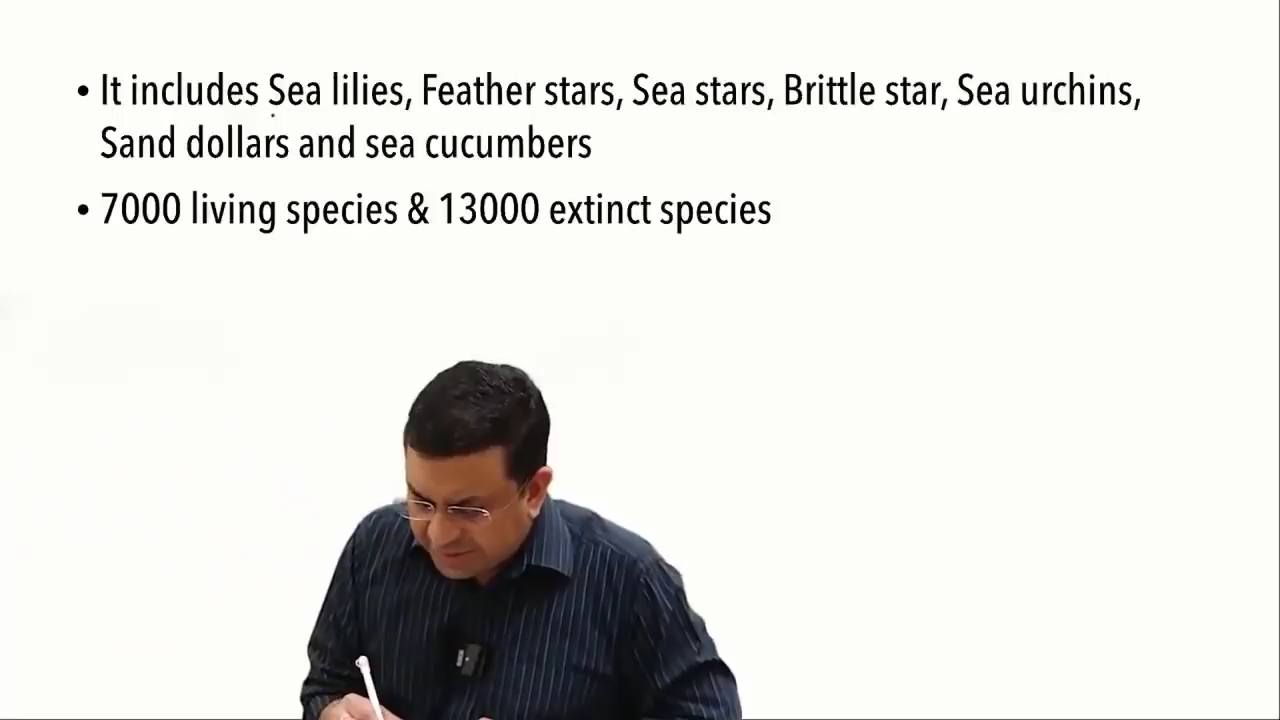 • It includes Sea lilies, Feather stars, Sea stars, Brittle star, Sea urchins,
Sand dollars and sea cucumbers
• 7000 living species & 13000 extinct species